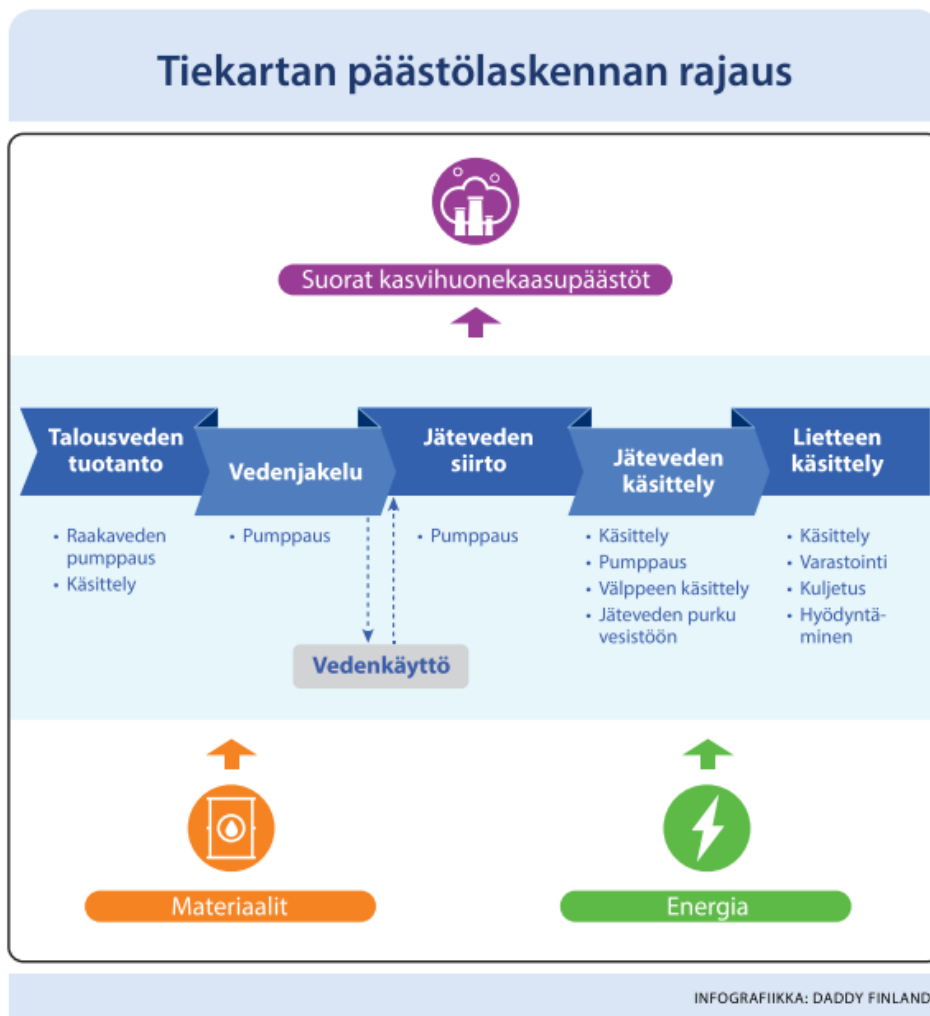 Tiekartan päästölaskennan rajaus
Suorat kasvihuonekaasupäästöt
Talousveden
tuotanto
• Raakaveden
pumppaus
• Käsittely
Vedenjakelu
• Pumppaus
Jäteveden
siirto
• Pumppaus
Jäteveden
käsittely
• Käsittely
• Pumppaus
• Välppeen käsittely
• Jäteveden purku
vesistöön
Lietteen
käsittely
• Käsittely
• Varastointi
• Kuljetus
• Hyödyntä-
minen
Vedenkäyttö
Materiaalit
Energia
INFOGRAFIIKKA: DADDY FINLAND